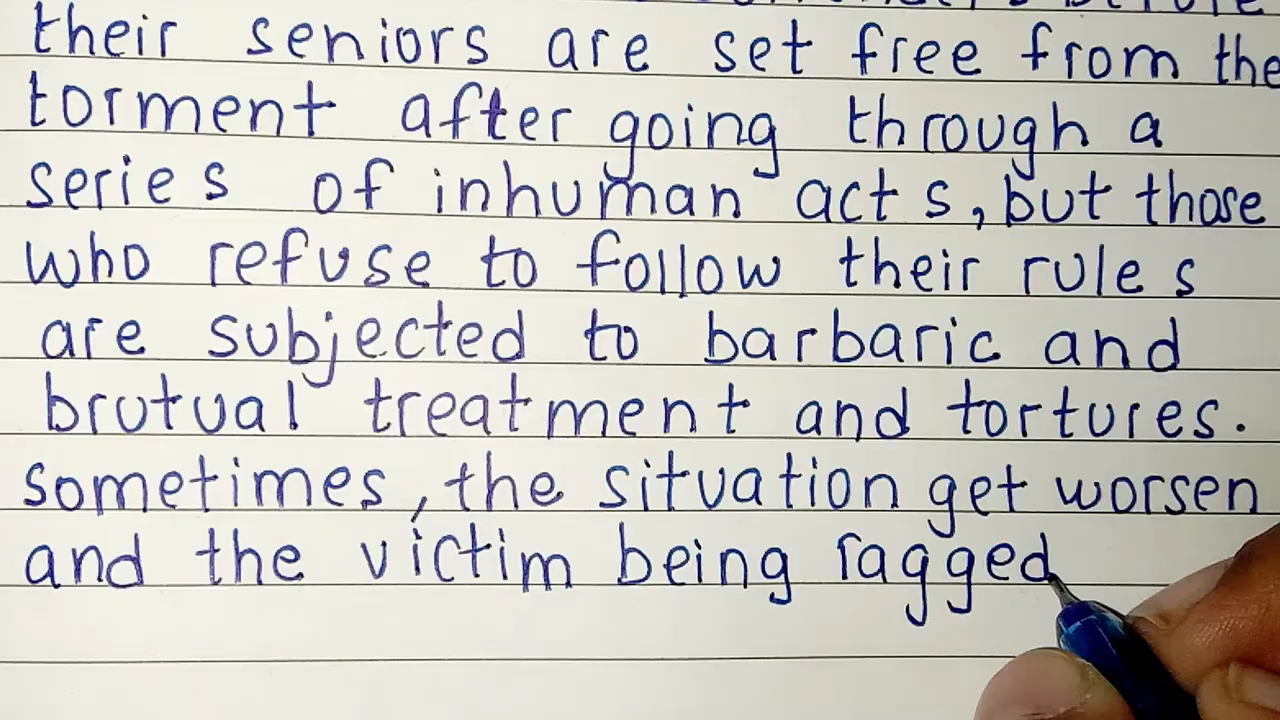 their seniors are set free from the
torment after going through a
series of inhuman acts, but those
who refuse to follow their rules
are subjected to barbaric and
brutual treatment and tortures.
sometimes, the situation get worsen
and the victim being ragged